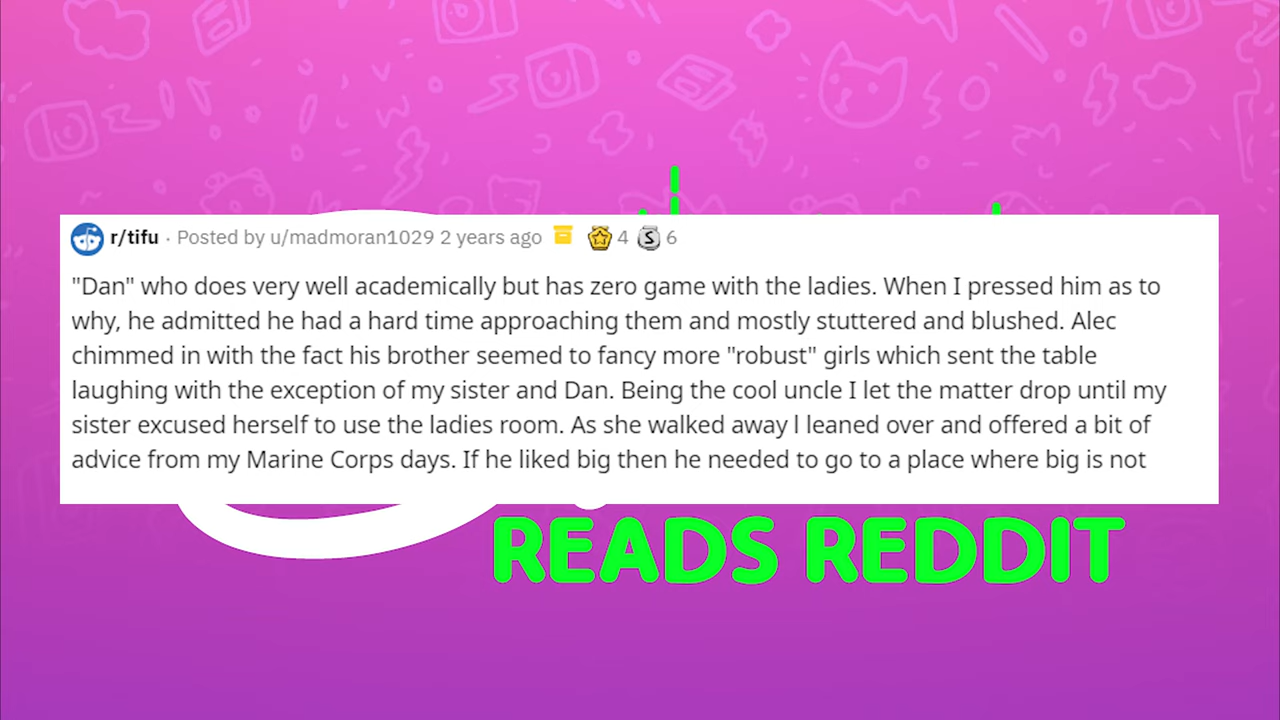 r/tifu · Posted by u/madmoran1029 2 years ago 4 S 6
"Dan" who does very well academically but has zero game with the ladies. When I pressed him as to
why, he admitted he had a hard time approaching them and mostly stuttered and blushed. Alec
chimmed in with the fact his brother seemed to fancy more "robust" girls which sent the table
laughing with the exception of my sister and Dan. Being the cool uncle I let the matter drop until my
sister excused herself to use the ladies room. As she walked away l leaned over and offered a bit of
advice from my Marine Corps days. If he liked big then he needed to go to a place where big is not
READS REDDIT